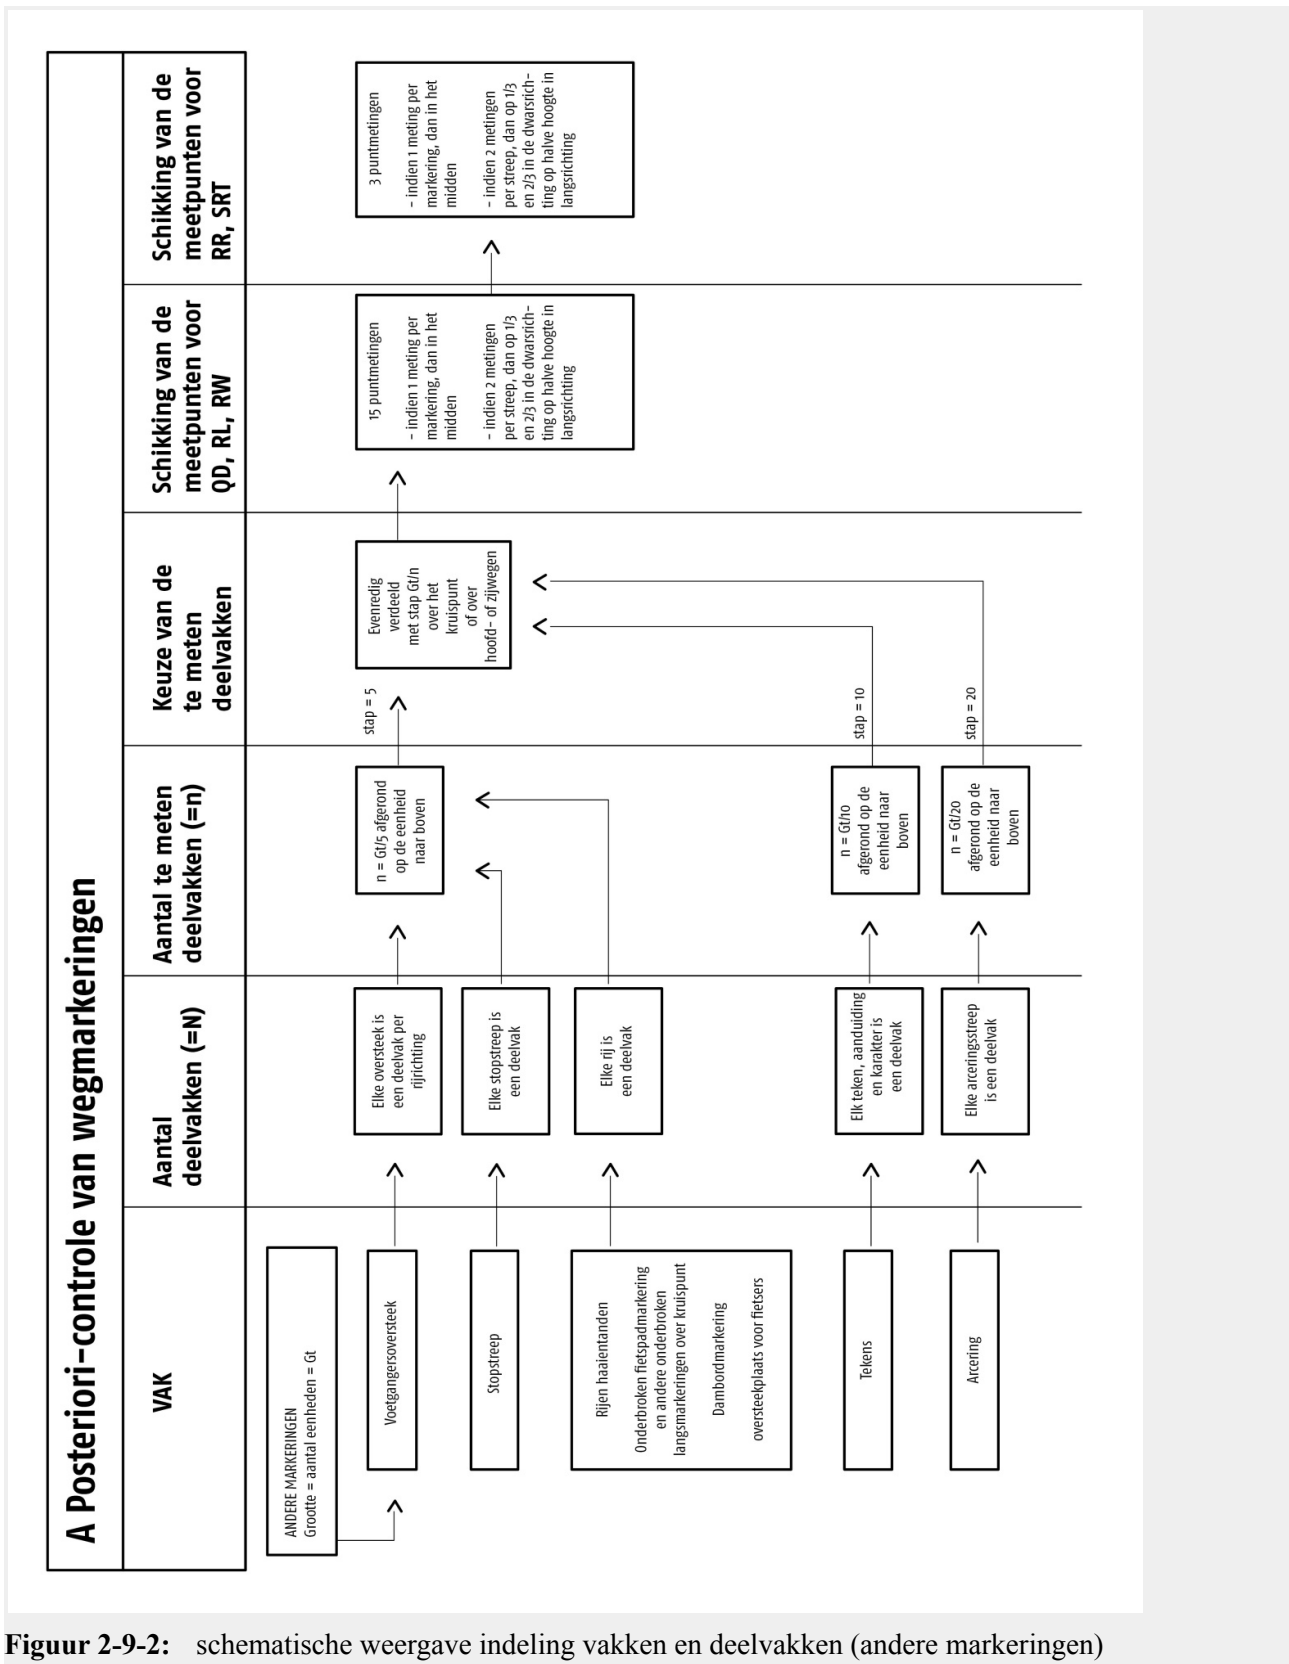 A Posteriori-controle van wegmarkeringen
VAK
Aantal
deelvakken (=N)
Aantal te meten
deelvakken (=n)
Keuze van de
te meten
deelvakken
Schikking van de
meetpunten voor
QD, RL, RW
Schikking van de
meetpunten voor
RR, SRT
ANDERE MARKERINGEN
Grootte = aantal eenheden = Gt
Voetgangersoversteek
Elke oversteek is
een deelvak per
rijrichting
n = Gt/5 afgerond
op de eenheid
naar boven
stap = 5
Evenredig
verdeeld
met stap Gt/n
over het
kruispunt
of over
hoofd- of zijwegen
15 puntmetingen
- indien 1 meting per
markering, dan in het
midden
- indien 2 metingen
per streep, dan op 1/3
en 2/3 in de dwarsrich-
ting op halve hoogte in
langsrichting
3 puntmetingen
- indien 1 meting per
markering, dan in het
midden
- indien 2 metingen
per streep, dan op 1/3
en 2/3 in de dwarsrich-
ting op halve hoogte in
langsrichting
Stopstreep
Elke stopstreep is
een deelvak
Rijen haaientanden
Onderbroken fietspadmarkering
en andere onderbroken
langsmarkeringen over kruispunt
Dambordmarkering
oversteekplaats voor fietsers
Elke rij is
een deelvak
Tekens
Elk teken, aanduiding
en karakter is
een deelvak
n = Gt/10
afgerond op de
eenheid naar
boven
stap = 10
Arcering
Elke arceringsstreep
is een deelvak
n = Gt/20
afgerond op de
eenheid naar
boven
stap = 20
Figuur 2-9-2: schematische weergave indeling vakken en deelvakken (andere markeringen)